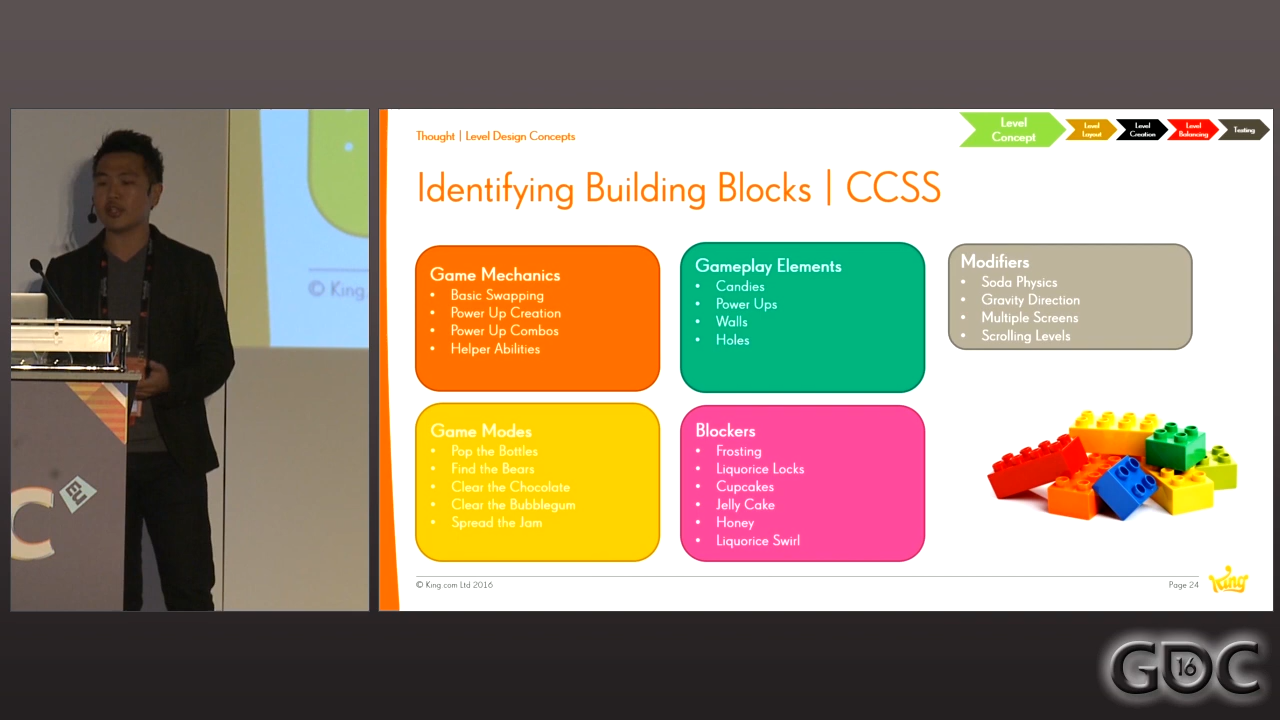 Thought | Level Design Concepts
Level
Concept
Level
Layout
Level
Creation
Level
Balancing
Testing
Identifying Building Blocks | CCSS
Game Mechanics
• Basic Swapping
• Power Up Creation
• Power Up Combos
• Helper Abilities
Gameplay Elements
• Candies
• Power Ups
• Walls
• Holes
Modifiers
• Soda Physics
• Gravity Direction
• Multiple Screens
• Scrolling Levels
Game Modes
• Pop the Bottles
• Find the Bears
• Clear the Chocolate
• Clear the Bubblegum
• Spread the Jam
Blockers
• Frosting
• Liquorice Locks
• Cupcakes
• Jelly Cake
• Honey
• Liquorice Swirl
© King.com Ltd 2016
Page 24
King
© King.
C
EU
GDC
16